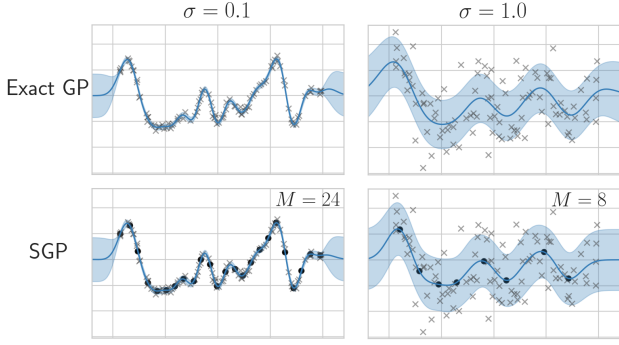 σ = 0.1
σ = 1.0
Exact GP
M = 24
M = 8
SGP